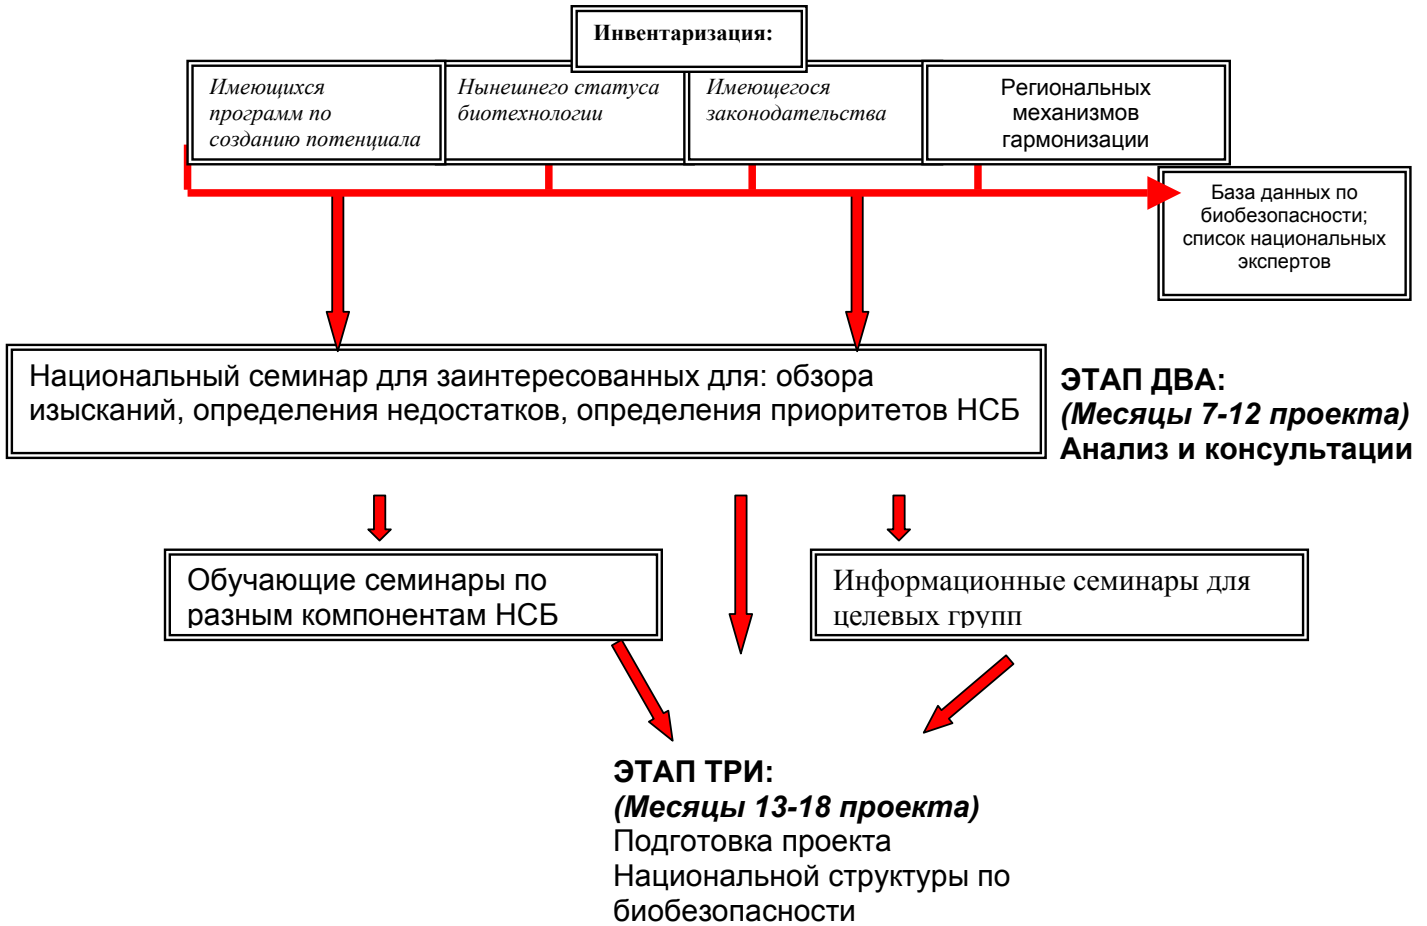 Инвентаризация:
Имеющихся
программ по
созданию потенциала
Нынешнего статуса
биотехнологии
Имеющегося
законодательства
Региональных
механизмов
гармонизации
База данных по
биобезопасности;
список национальных
экспертов
Национальный семинар для заинтересованных для: обзора
изысканий, определения недостатков, определения приоритетов НСБ
ЭТАП ДВА:
(Месяцы 7-12 проекта)
Анализ и консультации
Обучающие семинары по
разным компонентам НСБ
Информационные семинары для
целевых групп
ЭТАП ТРИ:
(Месяцы 13-18 проекта)
Подготовка проекта
Национальной структуры по
биобезопасности